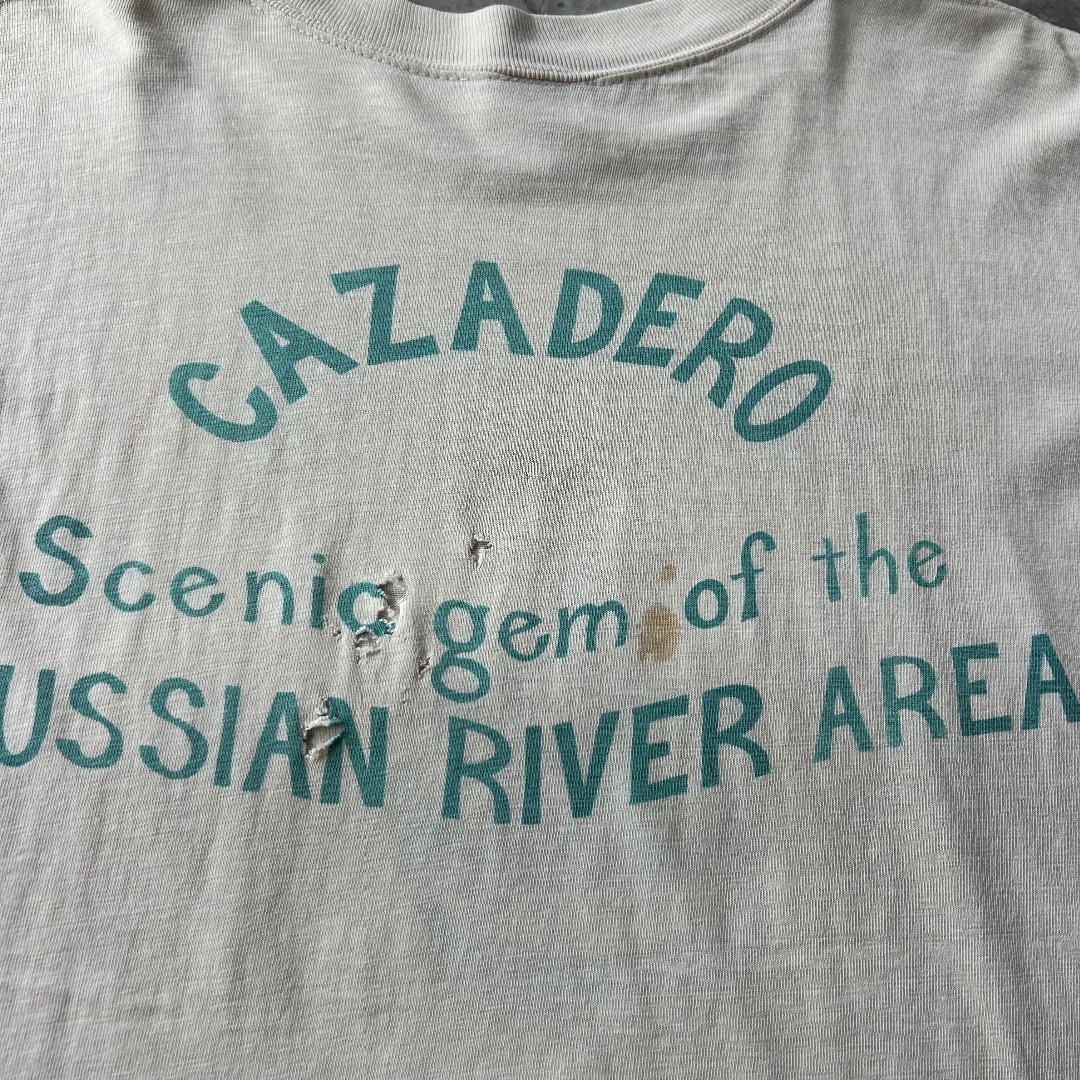 CAZADERO
Scenic gem of the
USSIAN RIVER AREA